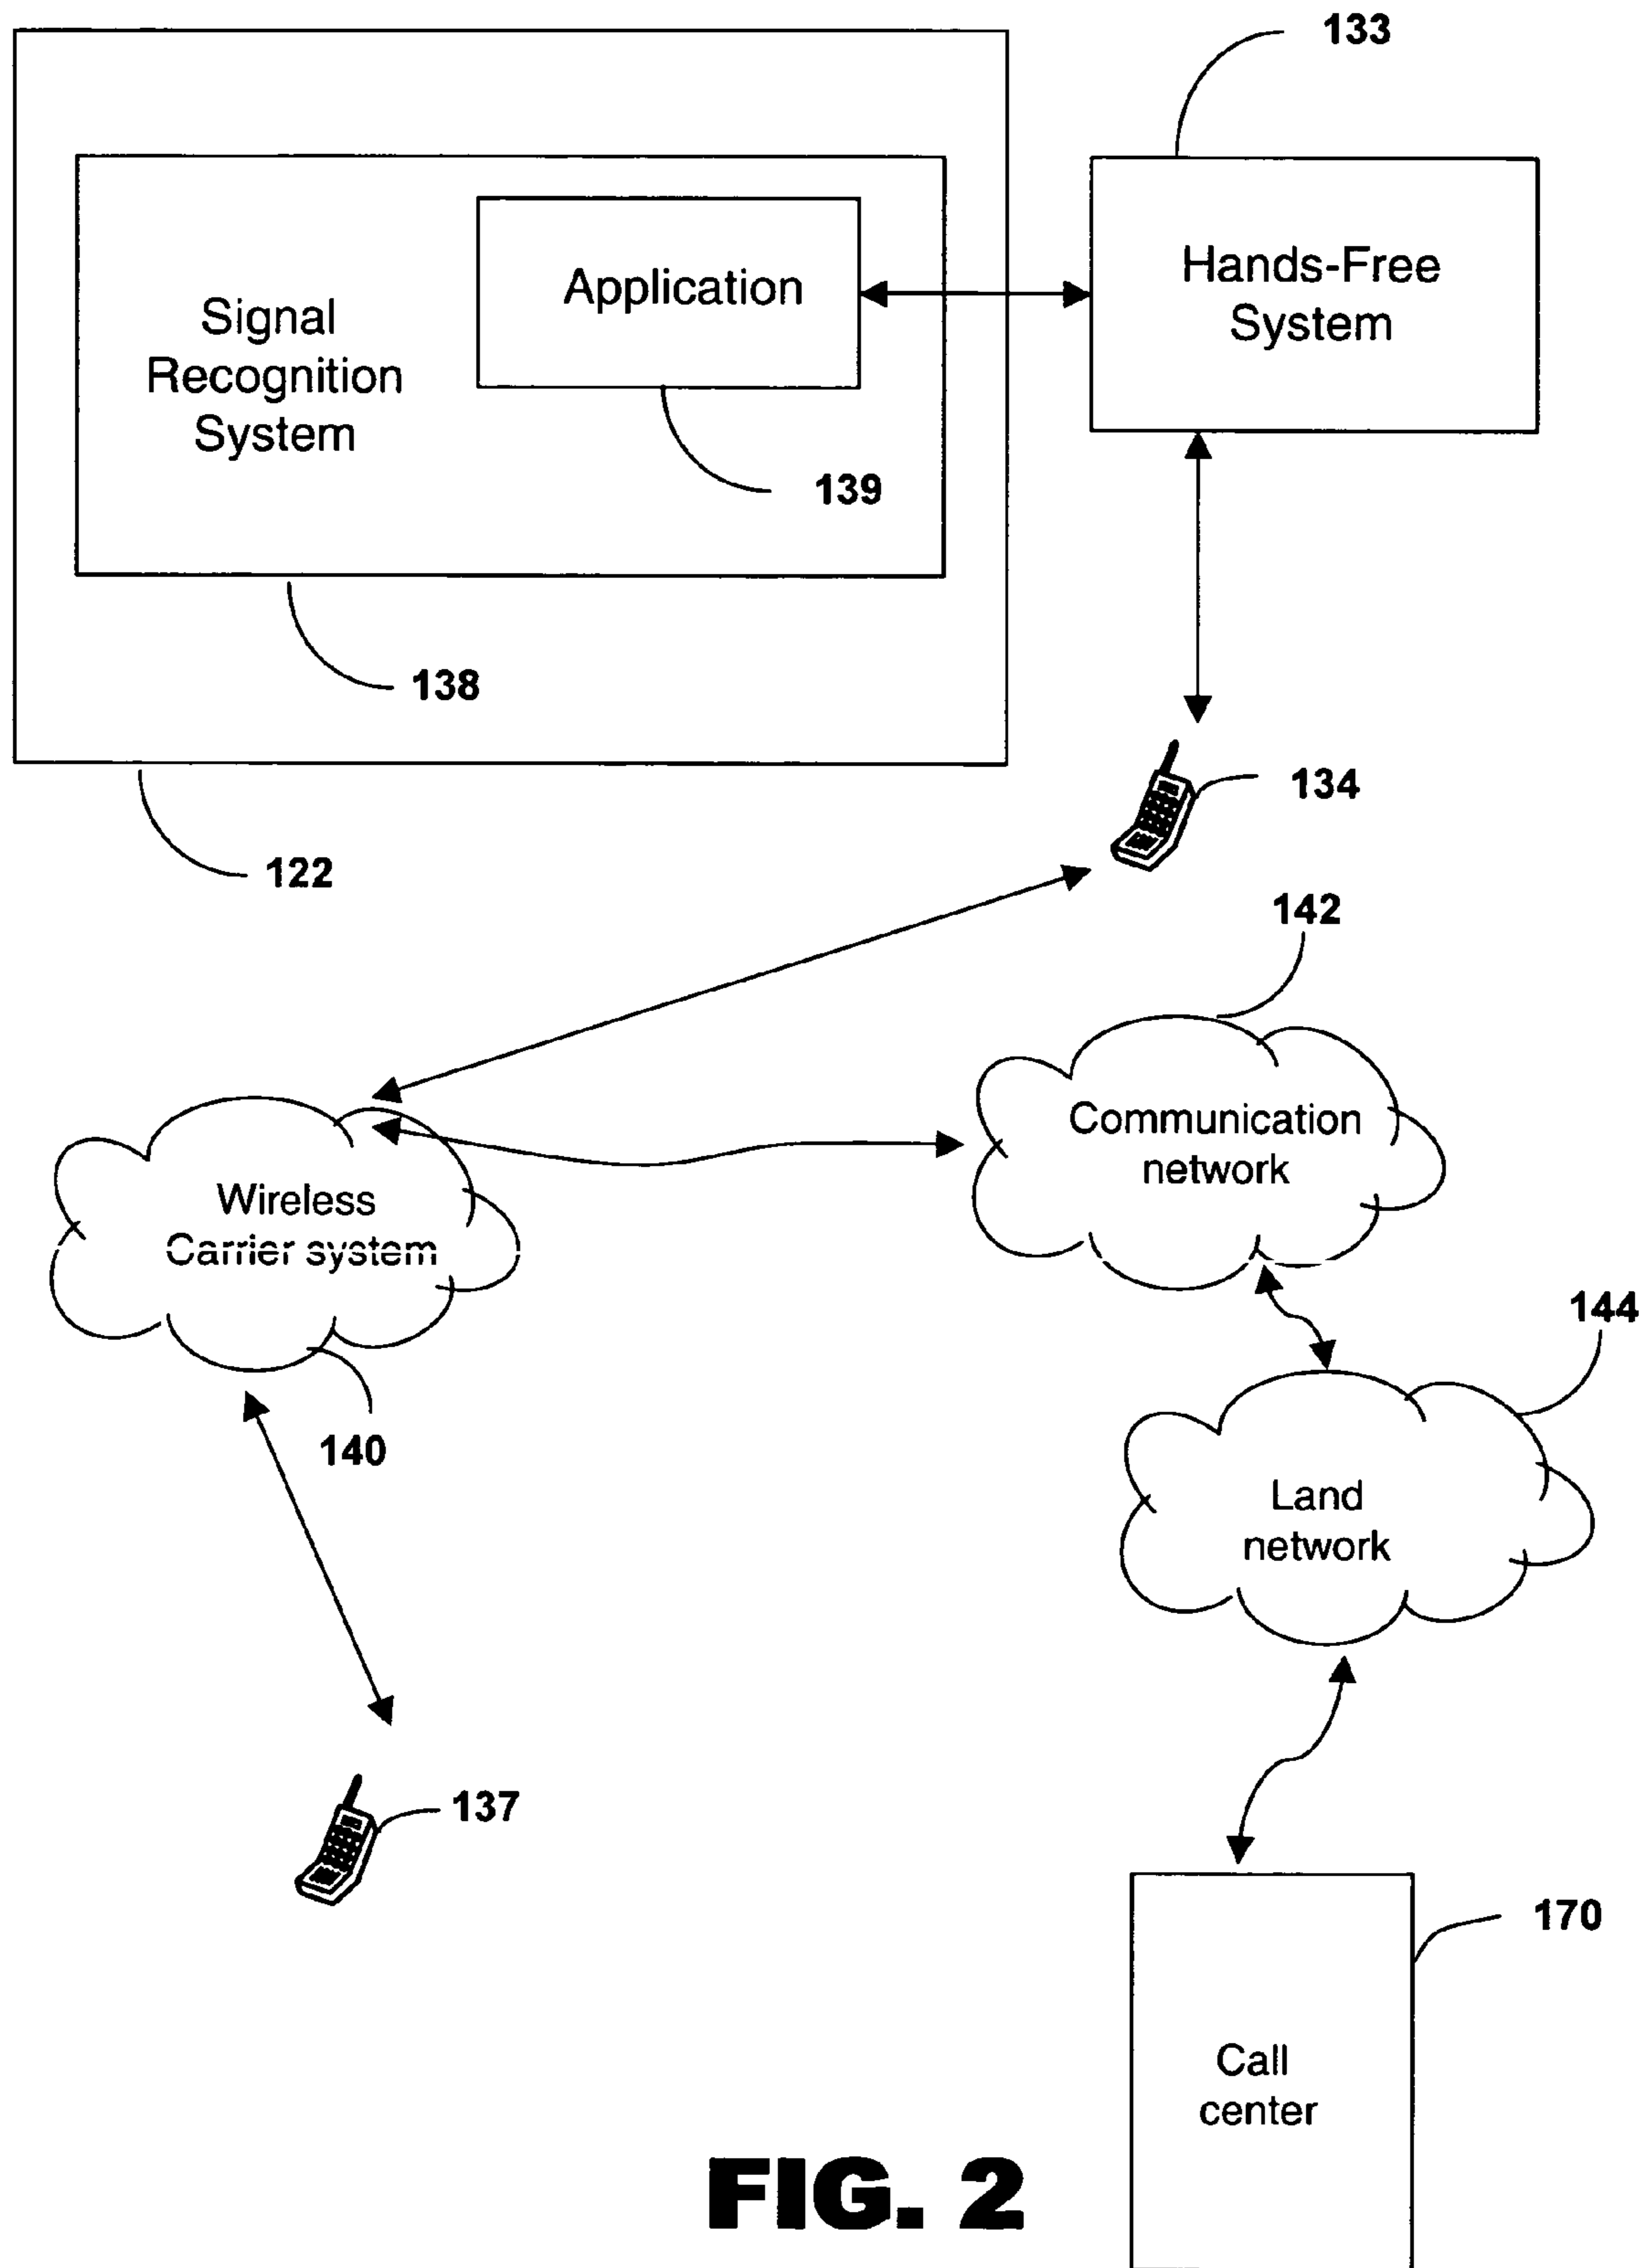 133
Application
Hands-Free
System
Signal
Recognition
System
139
138
134
122
142
Communication
network
Wireless
Carrier system
144
140
Land
network
137
170
Call
center
FIG. 2